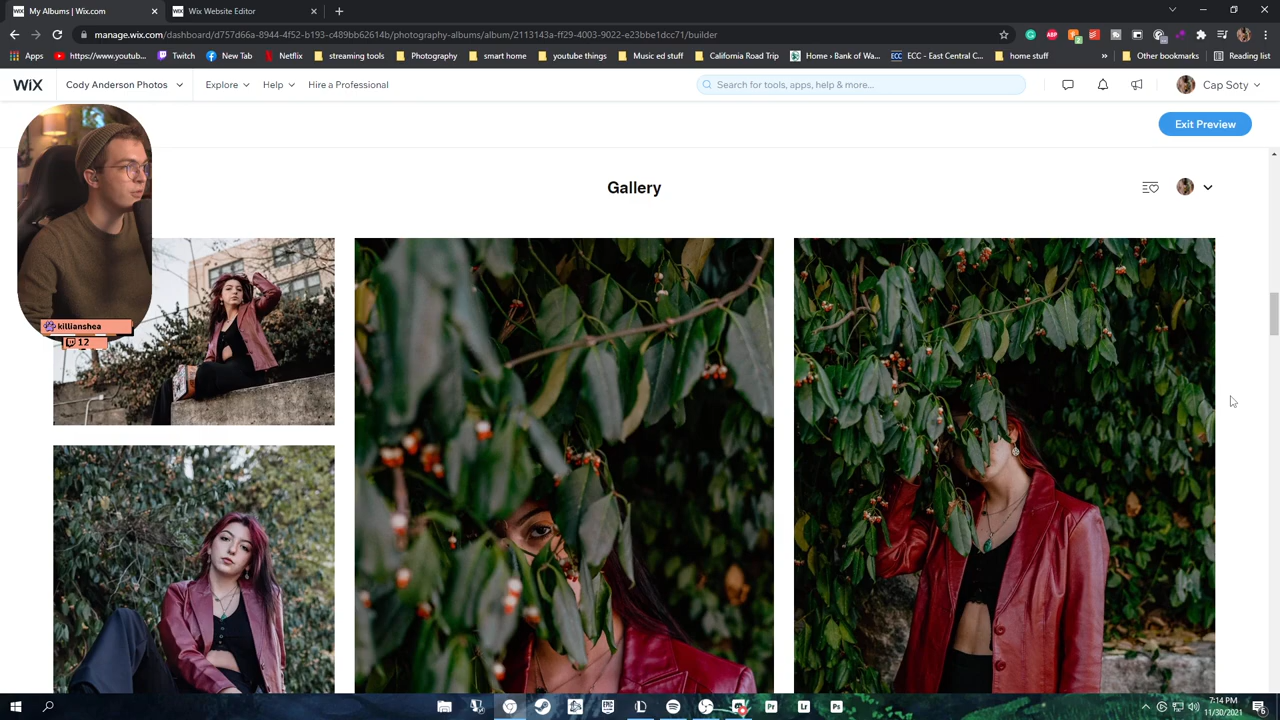 My Albums | Wix.com
Wix Website Editor
manage.wix.com/dashboard/d757d66a-8944-4f52-b193-c489bb62614b/photography-albums/album/2113143a-ff29-4003-9022-e23bbe1dcc71/builder
Apps
https://www.youtu...
Twitch
New Tab
Netflix
streaming tools
Photography
smart home
youtube things
Music ed stuff
California Road Trip
Home › Bank of Wa...
ECC - East Central C...
home stuff
Other bookmarks
Reading list
WiX
Cody Anderson Photos
Explore
Help
Hire a Professional
Search for tools, apps, help & more...
Cap Soty
Exit Preview
Gallery
killianshea
12
7:14 PM
11/30/2021